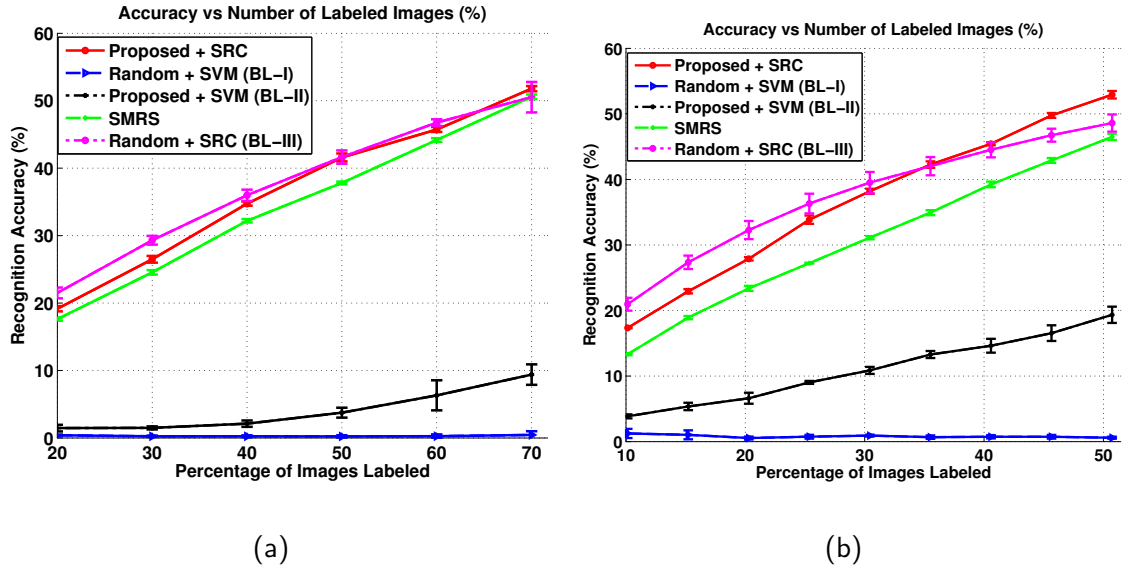 Accuracy vs Number of Labeled Images (%)
60
50
40
30
20
10
0
Recognition Accuracy (%)
Proposed + SRC
Random + SVM (BL−I)
Proposed + SVM (BL−II)
SMRS
Random + SRC (BL−III)
20 30 40 50 60 70
Percentage of Images Labeled
(a)
Accuracy vs Number of Labeled Images (%)
60
50
40
30
20
10
0
Recognition Accuracy (%)
Proposed + SRC
Random + SVM (BL−I)
Proposed + SVM (BL−II)
SMRS
Random + SRC (BL−III)
10 20 30 40 50
Percentage of Images Labeled
(b)